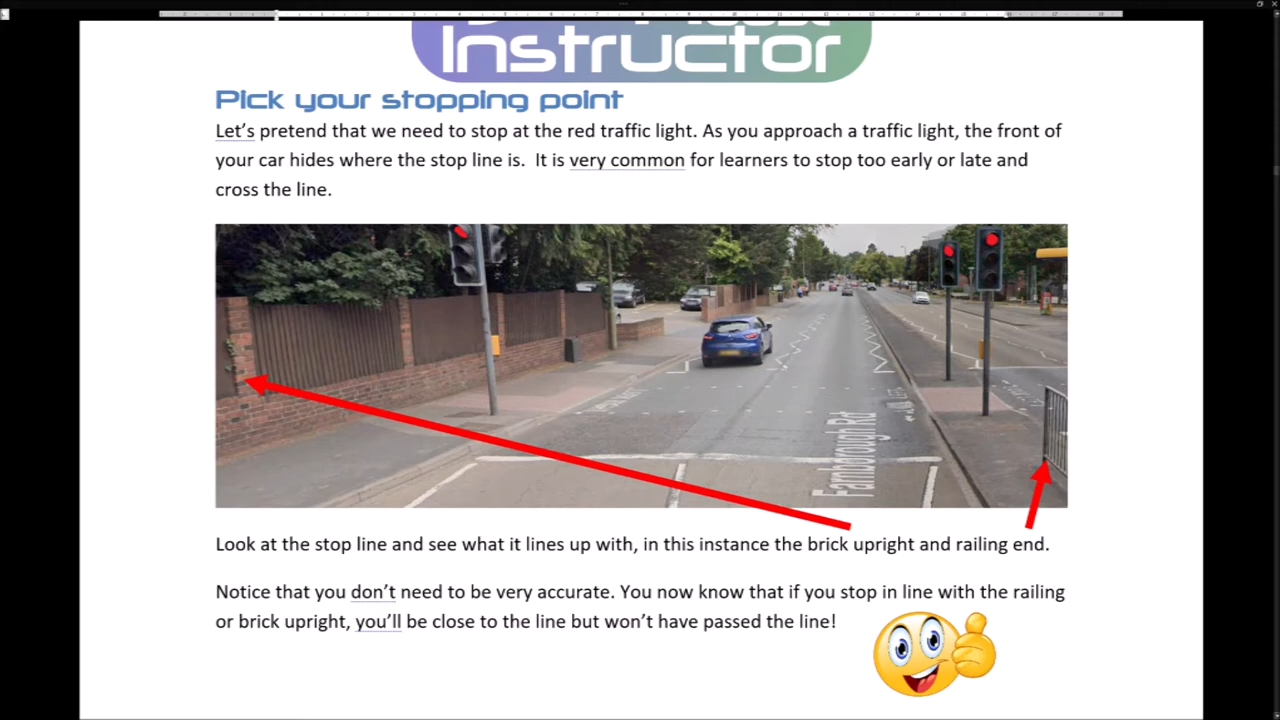 Instructor
Pick your stopping point
Let's pretend that we need to stop at the red traffic light. As you approach a traffic light, the front of
your car hides where the stop line is.  It is very common for learners to stop too early or late and
cross the line.
Farnborough Rd
Look at the stop line and see what it lines up with, in this instance the brick upright and railing end.
Notice that you don't need to be very accurate. You now know that if you stop in line with the railing
or brick upright, you'll be close to the line but won't have passed the line!